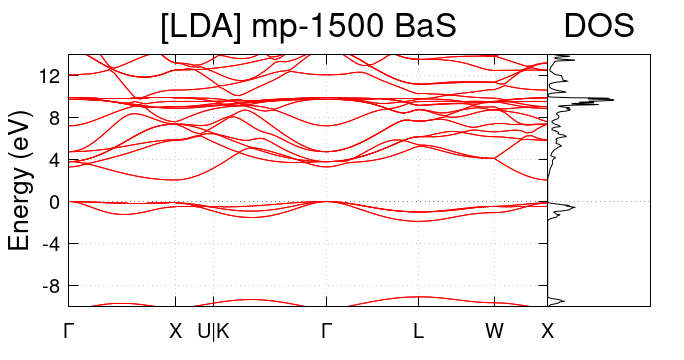 [LDA] mp-1500 BaS
DOS
Energy (eV)
12
8
4
0
-4
-8
Γ X U|K Γ L W X